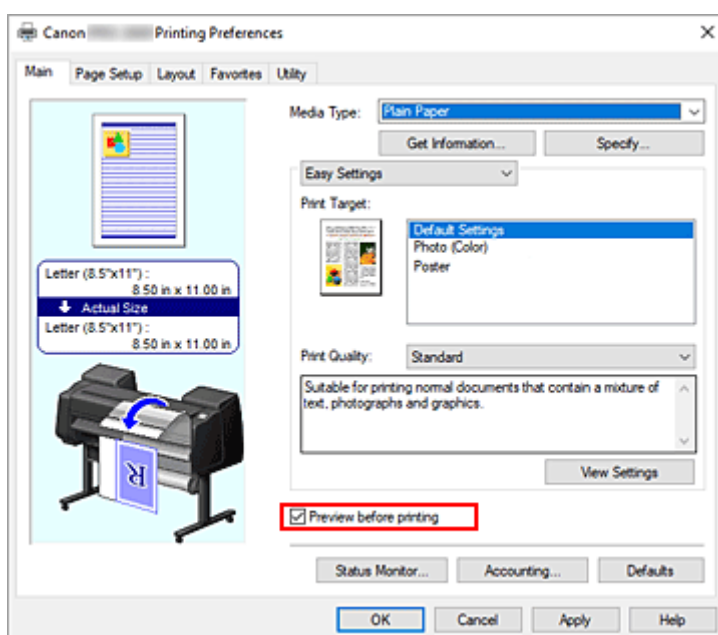 Canon Printing Preferences
Main Page Setup Layout Favorites Utility
Media Type: Plain Paper
Get Information... Specify...
Easy Settings
Print Target:
Default Settings
Photo (Color)
Poster
Letter (8.5"x11") :
8.50 in x 11.00 in
Actual Size
Letter (8.5"x11") :
8.50 in x 11.00 in
Print Quality: Standard
Suitable for printing normal documents that contain a mixture of
text, photographs and graphics.
R
View Settings
Preview before printing
Status Monitor... Accounting... Defaults
OK Cancel Apply Help